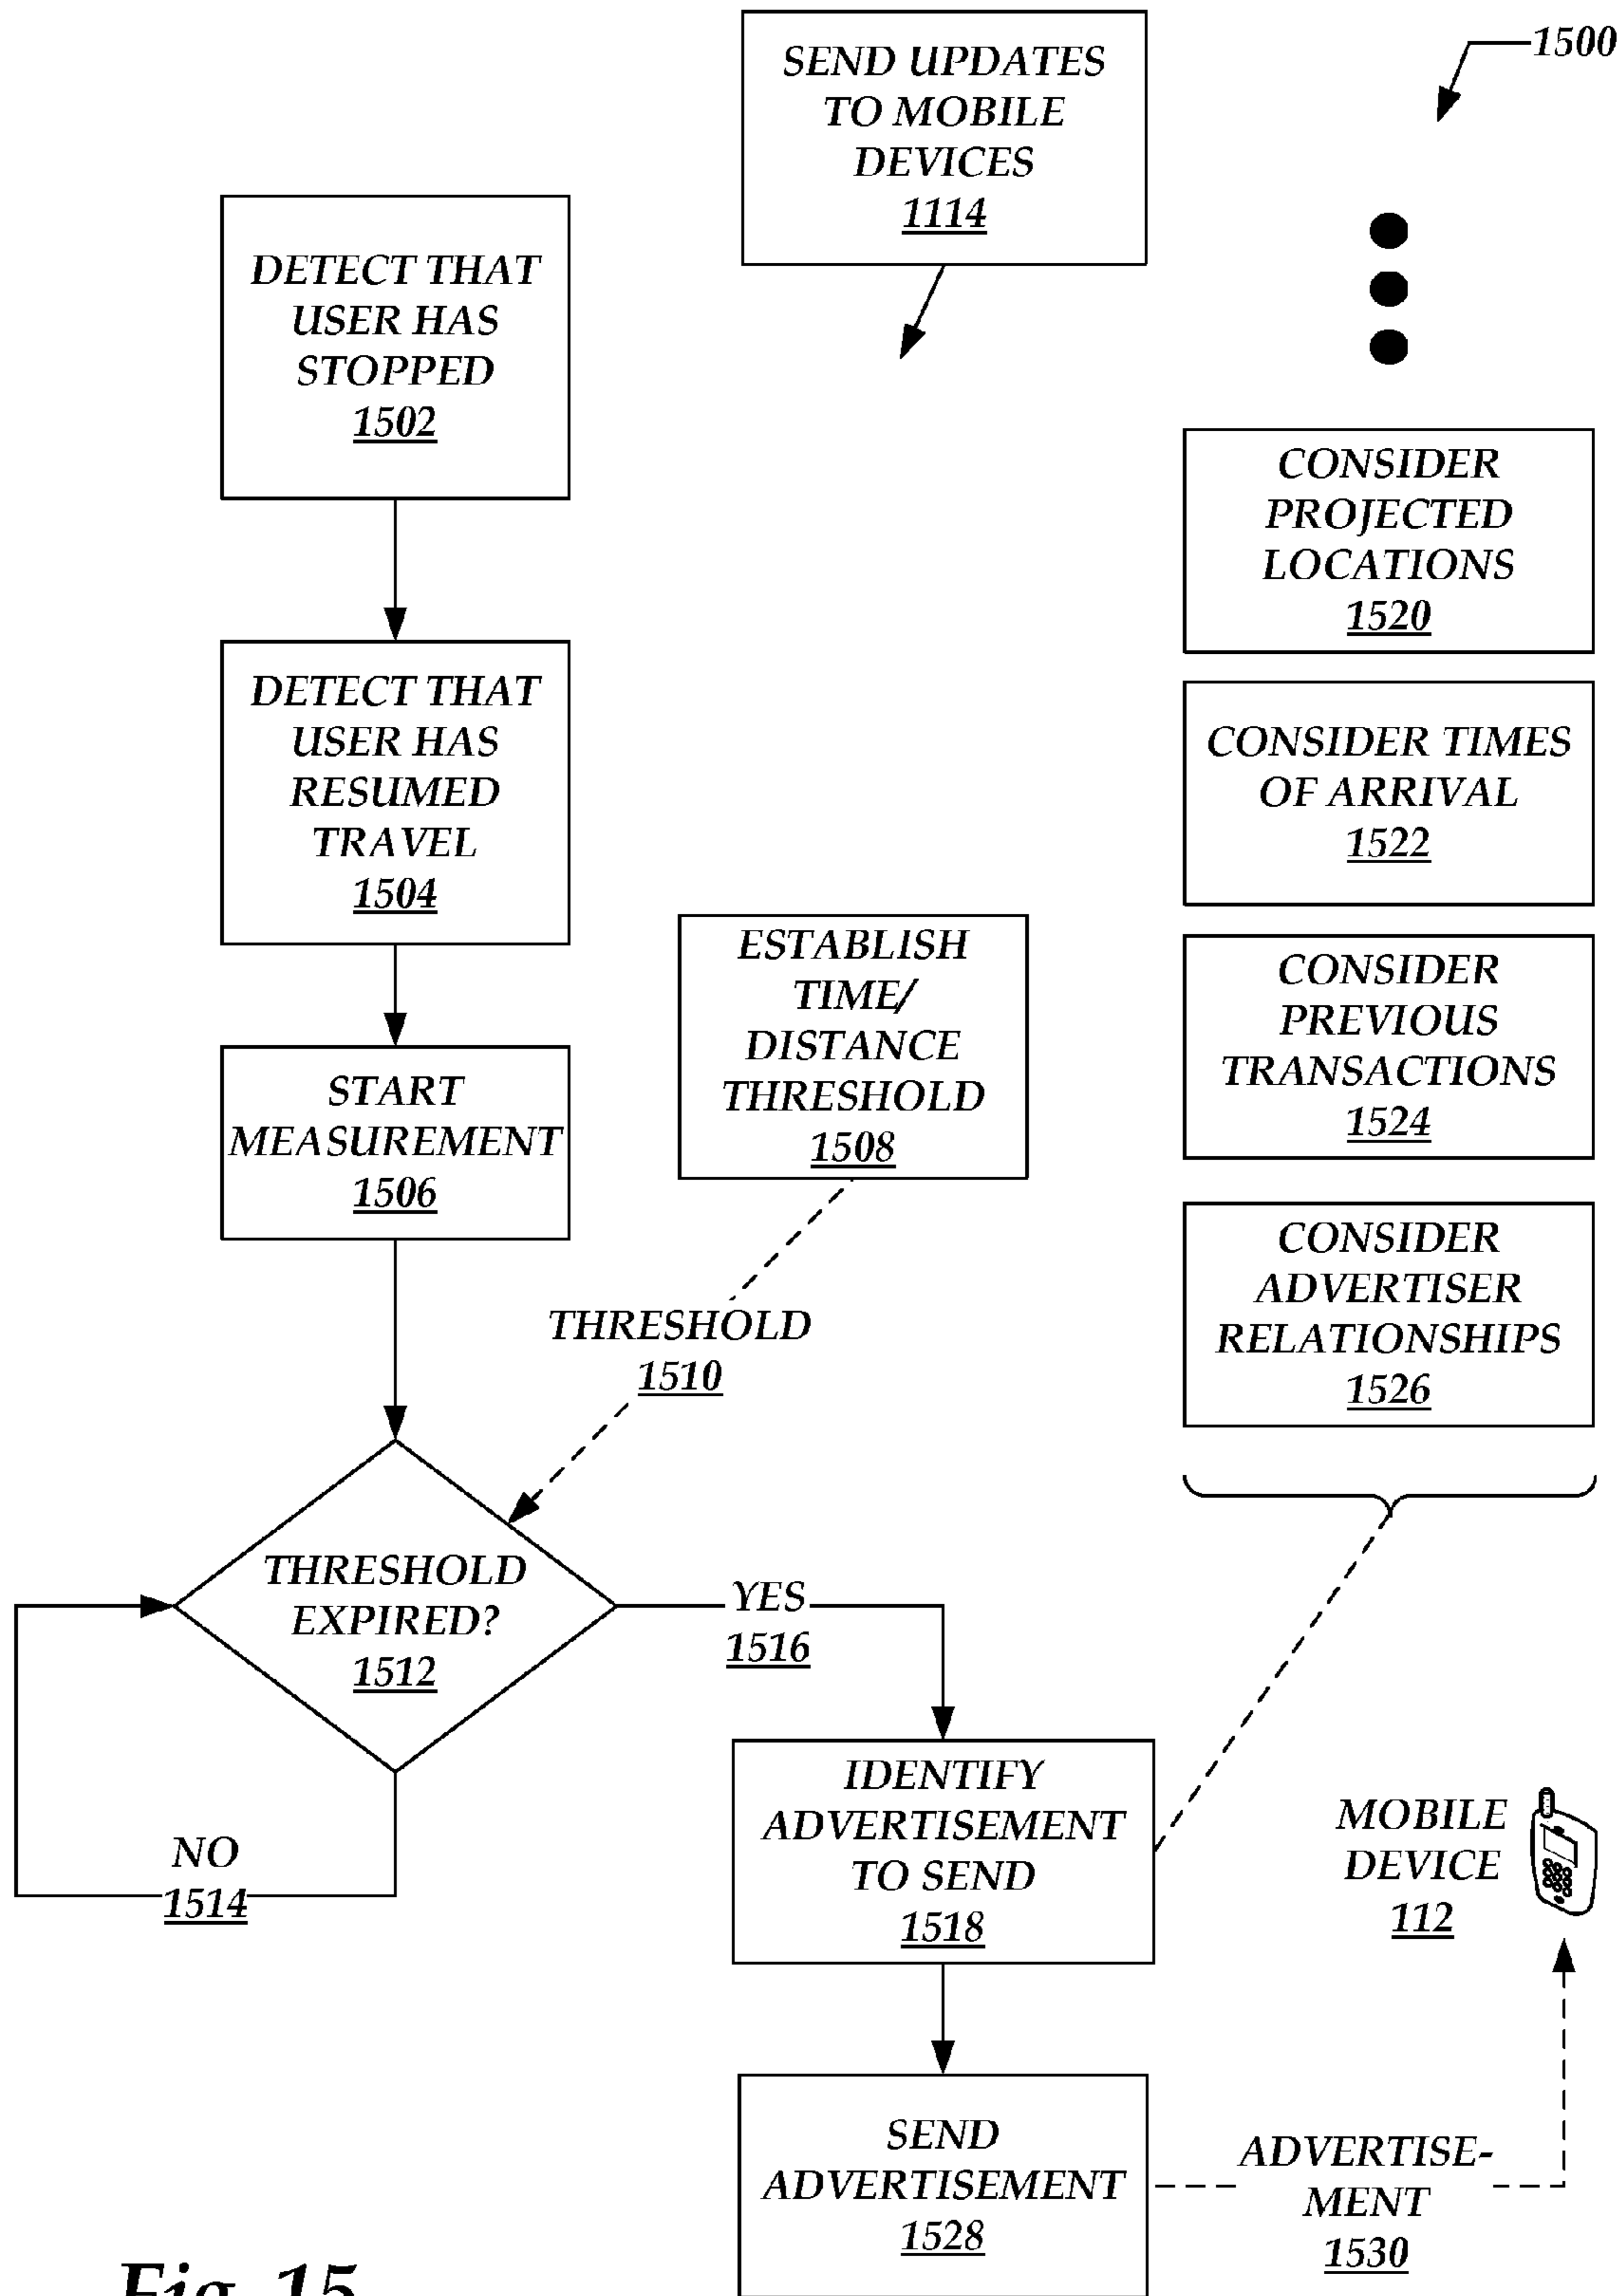 1500
SEND UPDATES
TO MOBILE
DEVICES
1114
DETECT THAT
USER HAS
STOPPED
1502
DETECT THAT
USER HAS
RESUMED
TRAVEL
1504
START
MEASUREMENT
1506
ESTABLISH
TIME/
DISTANCE
THRESHOLD
1508
THRESHOLD
1510
THRESHOLD
EXPIRED?
1512
NO
1514
YES
1516
CONSIDER
PROJECTED
LOCATIONS
1520
CONSIDER TIMES
OF ARRIVAL
1522
CONSIDER
PREVIOUS
TRANSACTIONS
1524
CONSIDER
ADVERTISER
RELATIONSHIPS
1526
IDENTIFY
ADVERTISEMENT
TO SEND
1518
MOBILE
DEVICE
112
SEND
ADVERTISEMENT
1528
ADVERTISE-
MENT
1530
Fig. 15